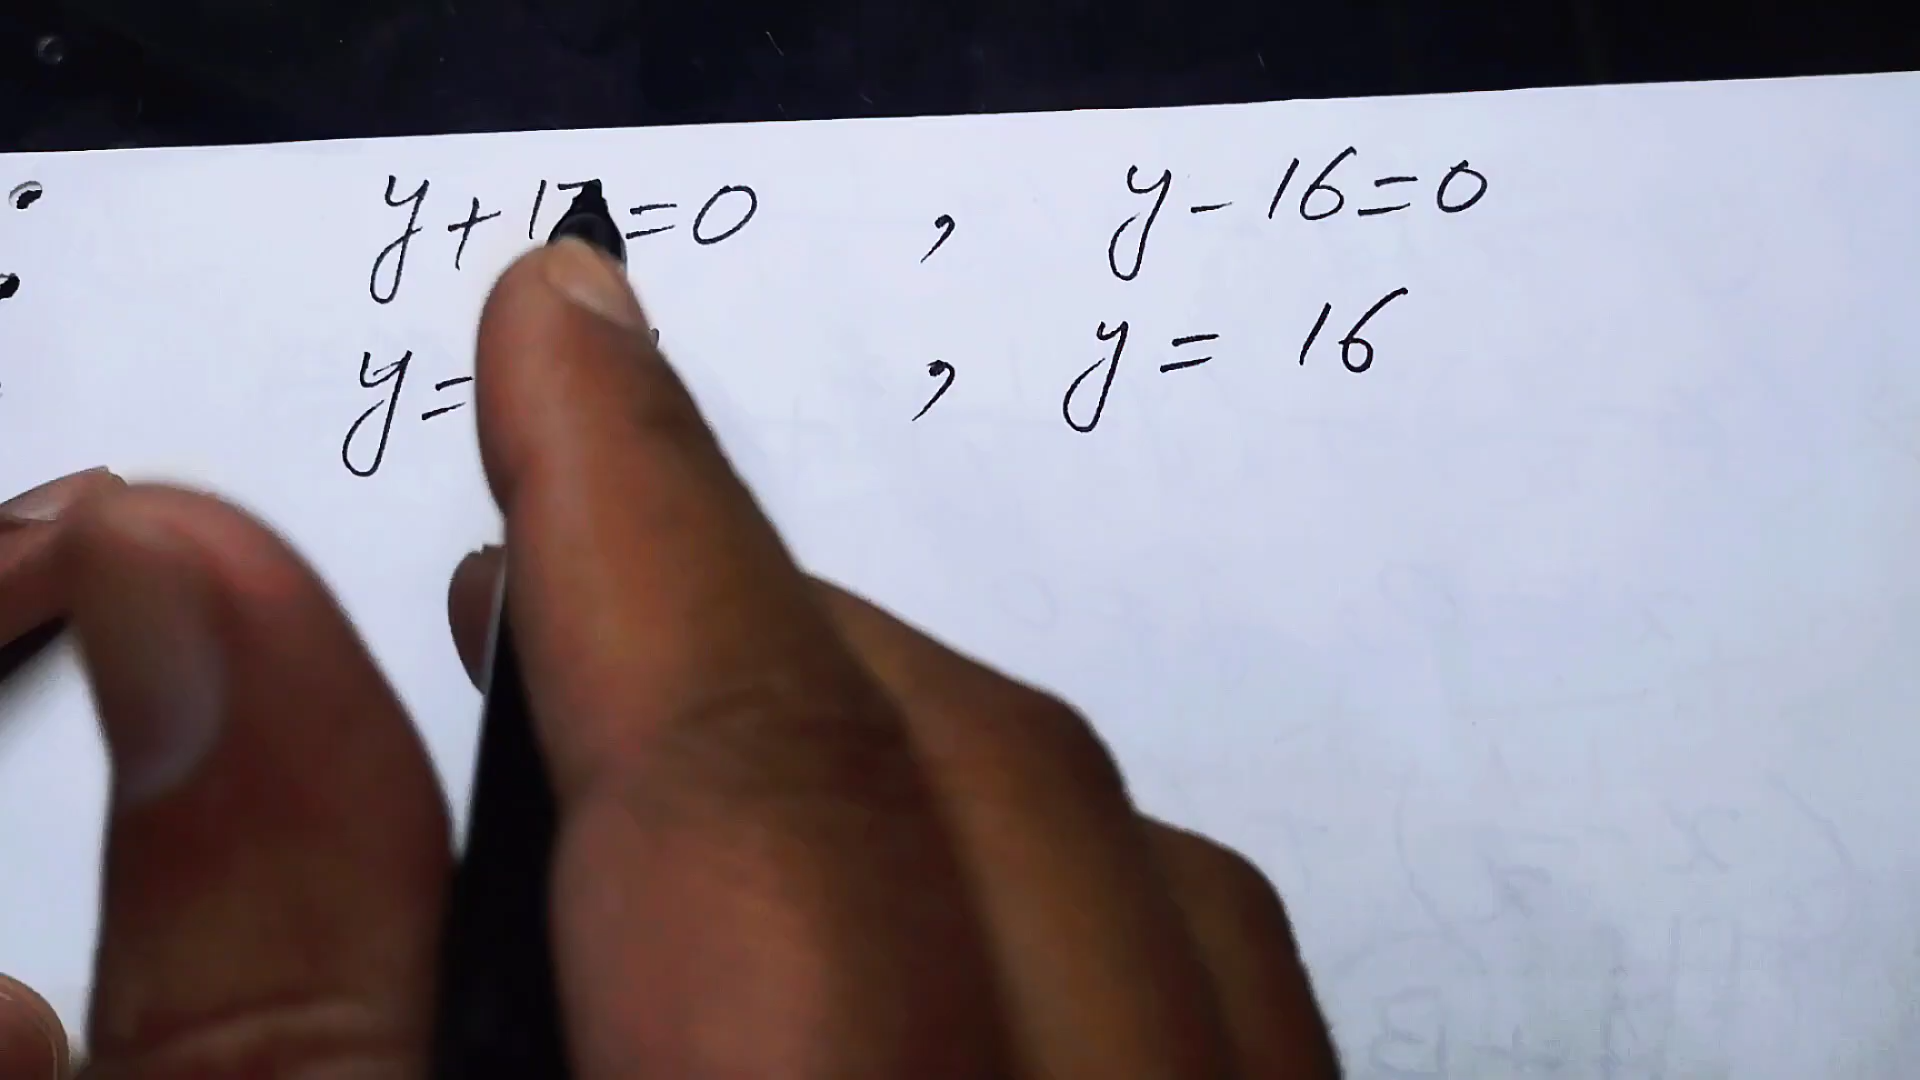 y + 17 = 0 , y - 16 = 0
y = , y = 16